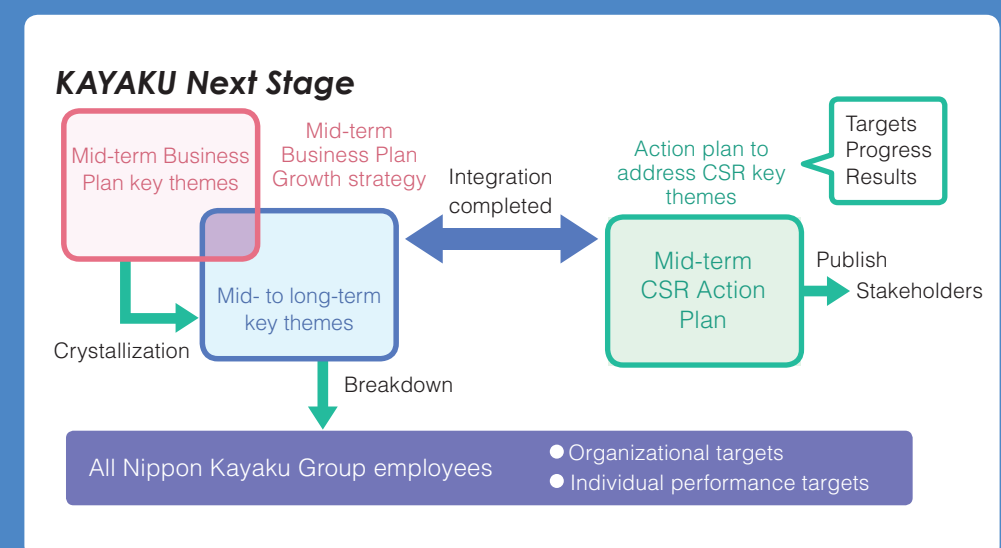 KAYAKU Next Stage
Mid-term Business
Plan key themes
Mid-term
Business Plan
Growth strategy
Integration
completed
Action plan to
address CSR key
themes
Targets
Progress
Results
Mid- to long-term
key themes
Mid-term
CSR Action
Plan
Publish
Stakeholders
Crystallization
Breakdown
All Nippon Kayaku Group employees
● Organizational targets
● Individual performance targets